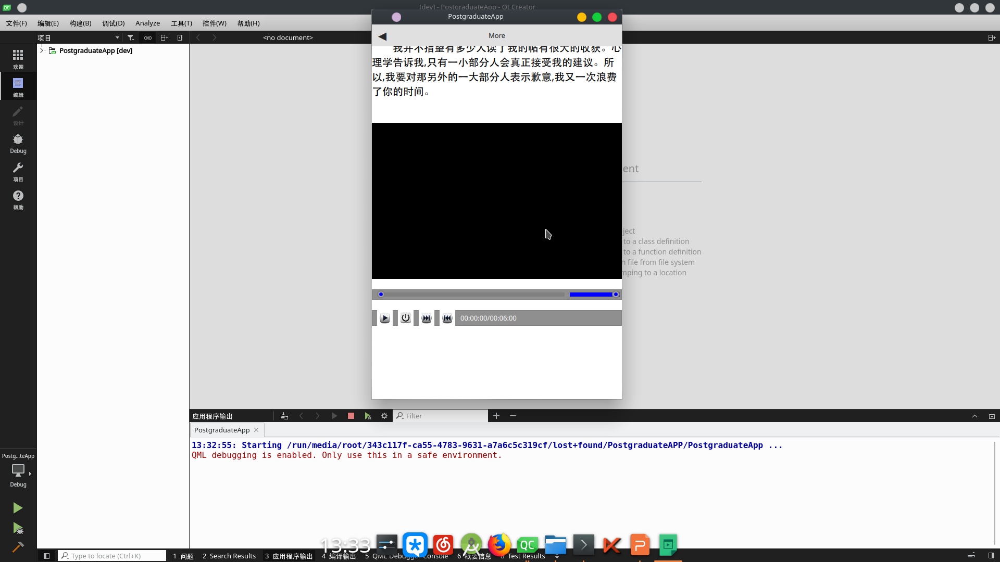 [dev] - PostgraduateApp - Qt Creator
文件(F) 编辑(E) 构建(B) 调试(D) Analyze 工具(T) 控件(W) 帮助(H)
项目
<no document>
PostgraduateApp [dev]
欢迎
编辑
设计
Debug
项目
帮助
PostgraduateApp
More
我并不指望有多少人读了我的帖有很大的收获。心
理学告诉我,只有一小部分人会真正接受我的建议。所
以,我要对那另外的一大部分人表示歉意,我又一次浪费
了你的时间。
00:00:00/00:06:00
ent
ject
to a class definition
to a function definition
file from file system
mping to a location
应用程序输出
Filter
PostgraduateApp
13:32:55: Starting /run/media/root/343c117f-ca55-4783-9631-a7a6c5c319cf/lost+found/PostgraduateAPP/PostgraduateApp ...
QML debugging is enabled. Only use this in a safe environment.
Postg...teApp
Debug
13:33
QC
Type to locate (Ctrl+K)
1 问题 2 Search Results 3 应用程序输出 4 编译输出 5 QML Debugger Console 6 概要信息 8 Test Results